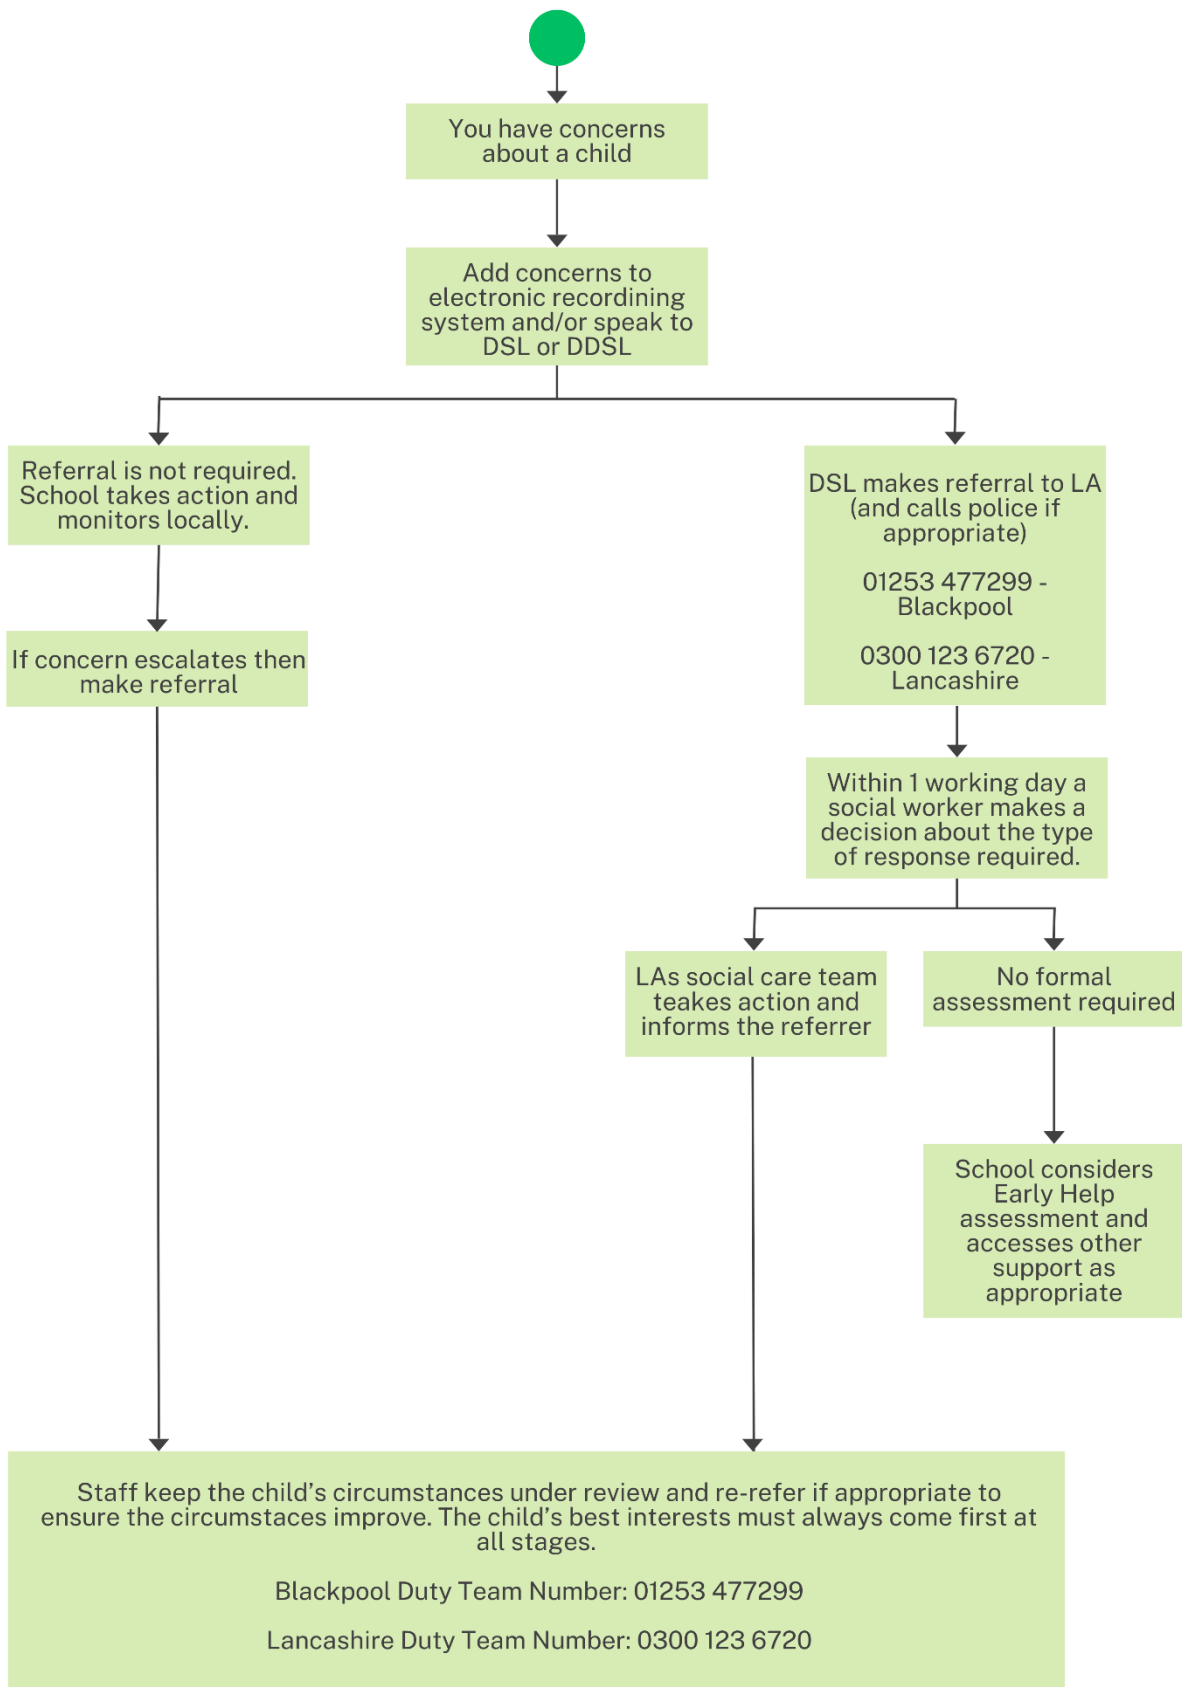 You have concerns
about a child
Add concerns to
electronic recordining
system and/or speak to
DSL or DDSL
Referral is not required.
School takes action and
monitors locally.
If concern escalates then
make referral
DSL makes referral to LA
(and calls police if
appropriate)
01253 477299 -
Blackpool
0300 123 6720 -
Lancashire
Within 1 working day a
social worker makes a
decision about the type
of response required.
LAs social care team
teakes action and
informs the referrer
No formal
assessment required
School considers
Early Help
assessment and
accesses other
support as
appropriate
Staff keep the child’s circumstances under review and re-refer if appropriate to
ensure the circumstaces improve. The child’s best interests must always come first at
all stages.
Blackpool Duty Team Number: 01253 477299
Lancashire Duty Team Number: 0300 123 6720